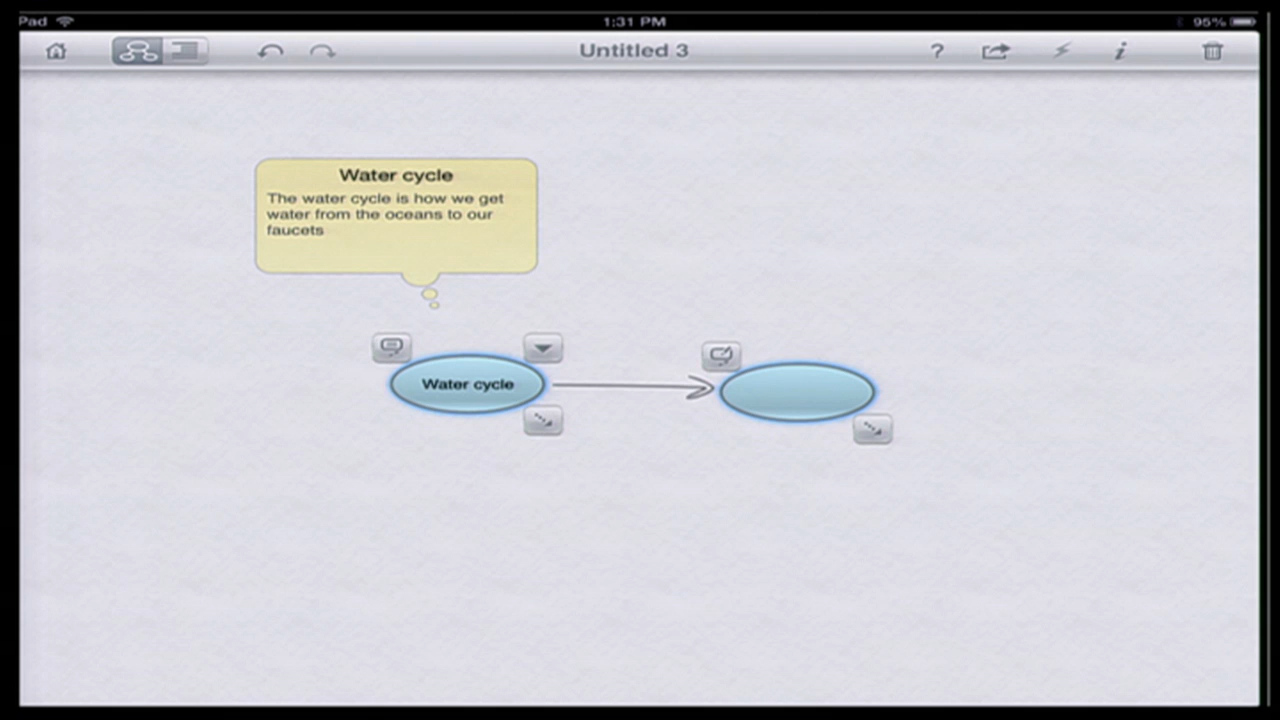 Pad 1:31 PM 95%
Untitled 3 ? i
Water cycle
The water cycle is how we get
water from the oceans to our
faucets
Water cycle